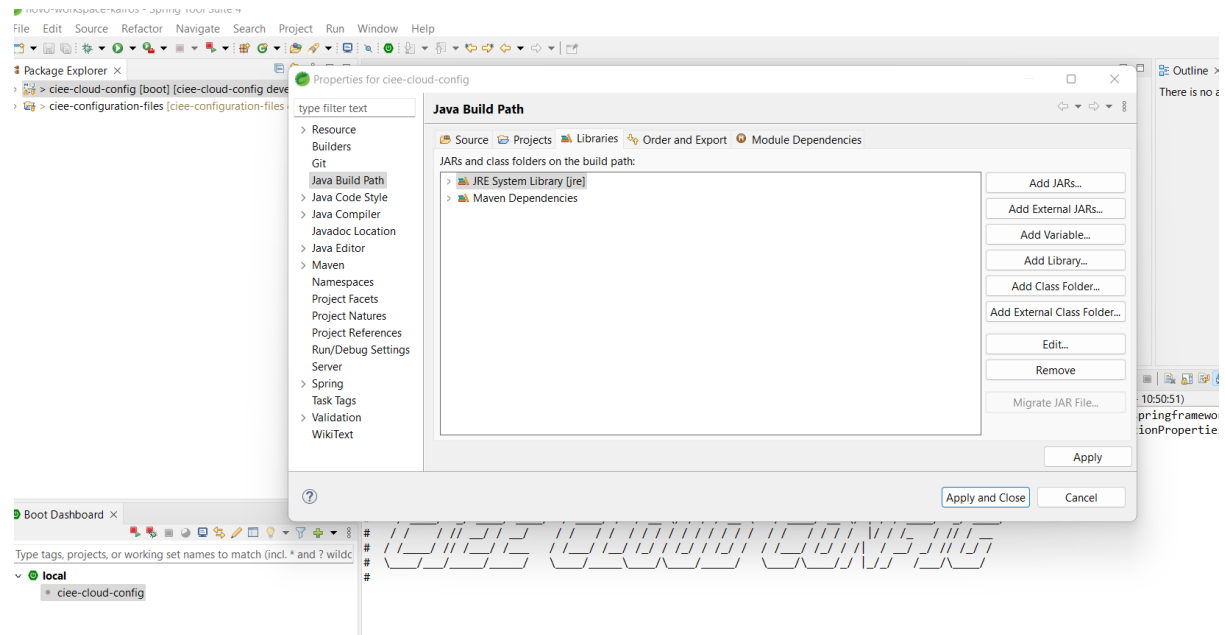 novo-workspace-kairos - Spring Tool Suite 4
File Edit Source Refactor Navigate Search Project Run Window Help
Package Explorer
Outline
> ciee-cloud-config [boot] [ciee-cloud-config deve
> ciee-configuration-files [ciee-configuration-files
There is no a
Properties for ciee-cloud-config
type filter text
Resource
Builders
Git
Java Build Path
Java Code Style
Java Compiler
Javadoc Location
Java Editor
Maven
Namespaces
Project Facets
Project Natures
Project References
Run/Debug Settings
Server
Spring
Task Tags
Validation
WikiText
Java Build Path
Source Projects Libraries Order and Export Module Dependencies
JARs and class folders on the build path:
JRE System Library [jre]
Maven Dependencies
Add JARs...
Add External JARs...
Add Variable...
Add Library...
Add Class Folder...
Add External Class Folder...
Edit...
Remove
Migrate JAR File...
Apply
Apply and Close Cancel
10:50:51)
pringframewo
ionPropertie
Boot Dashboard
Type tags, projects, or working set names to match (incl. * and ? wildc
local
ciee-cloud-config